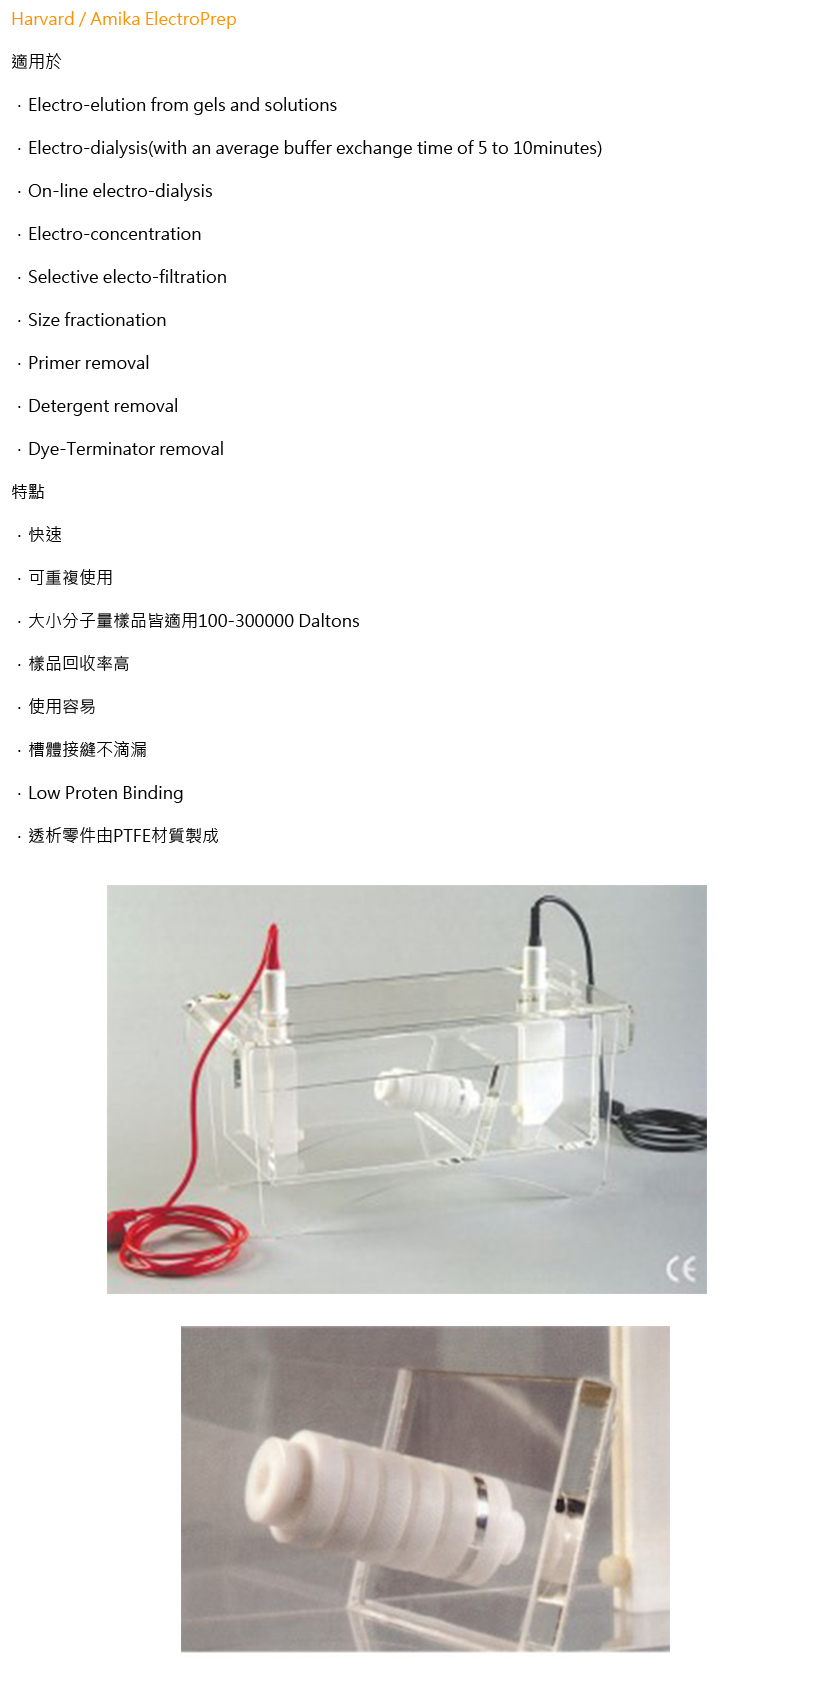 Harvard / Amika ElectroPrep
適用於
．Electro-elution from gels and solutions
．Electro-dialysis(with an average buffer exchange time of 5 to 10minutes)
．On-line electro-dialysis
．Electro-concentration
．Selective electo-filtration
．Size fractionation
．Primer removal
．Detergent removal
．Dye-Terminator removal
特點
．快速
．可重複使用
．大小分子量樣品皆適用100-300000 Daltons
．樣品回收率高
．使用容易
．槽體接縫不滴漏
．Low Proten Binding
．透析零件由PTFE材質製成
CE